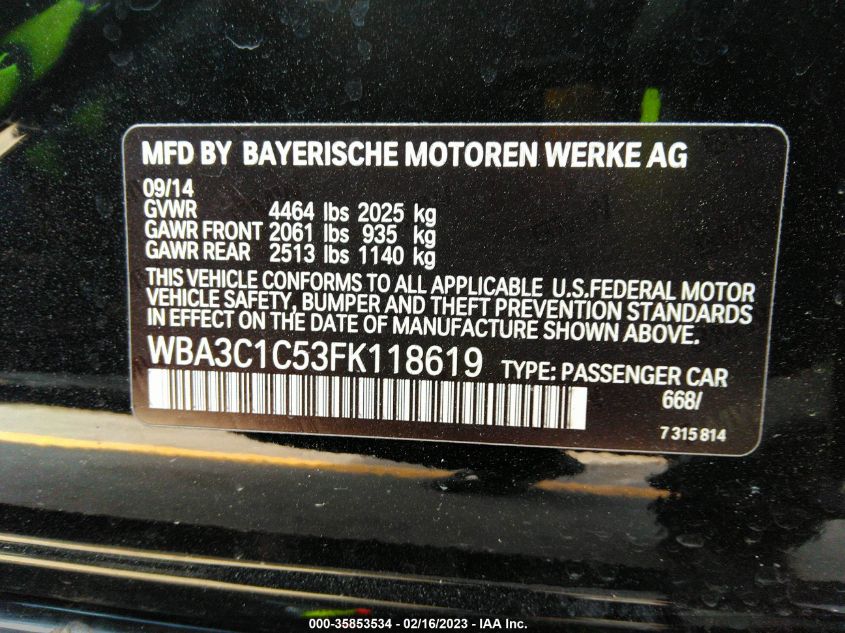 MFD BY BAYERISCHE MOTOREN WERKE AG
09/14
GVWR 4464 lbs 2025 kg
GAWR FRONT 2061 lbs 935 kg
GAWR REAR 2513 lbs 1140 kg
THIS VEHICLE CONFORMS TO ALL APPLICABLE U.S.FEDERAL MOTOR
VEHICLE SAFETY, BUMPER AND THEFT PREVENTION STANDARDS
IN EFFECT ON THE DATE OF MANUFACTURE SHOWN ABOVE.
WBA3C1C53FK118619 TYPE: PASSENGER CAR
668/
7 315 814
000-35853534 - 02/16/2023 - IAA Inc.